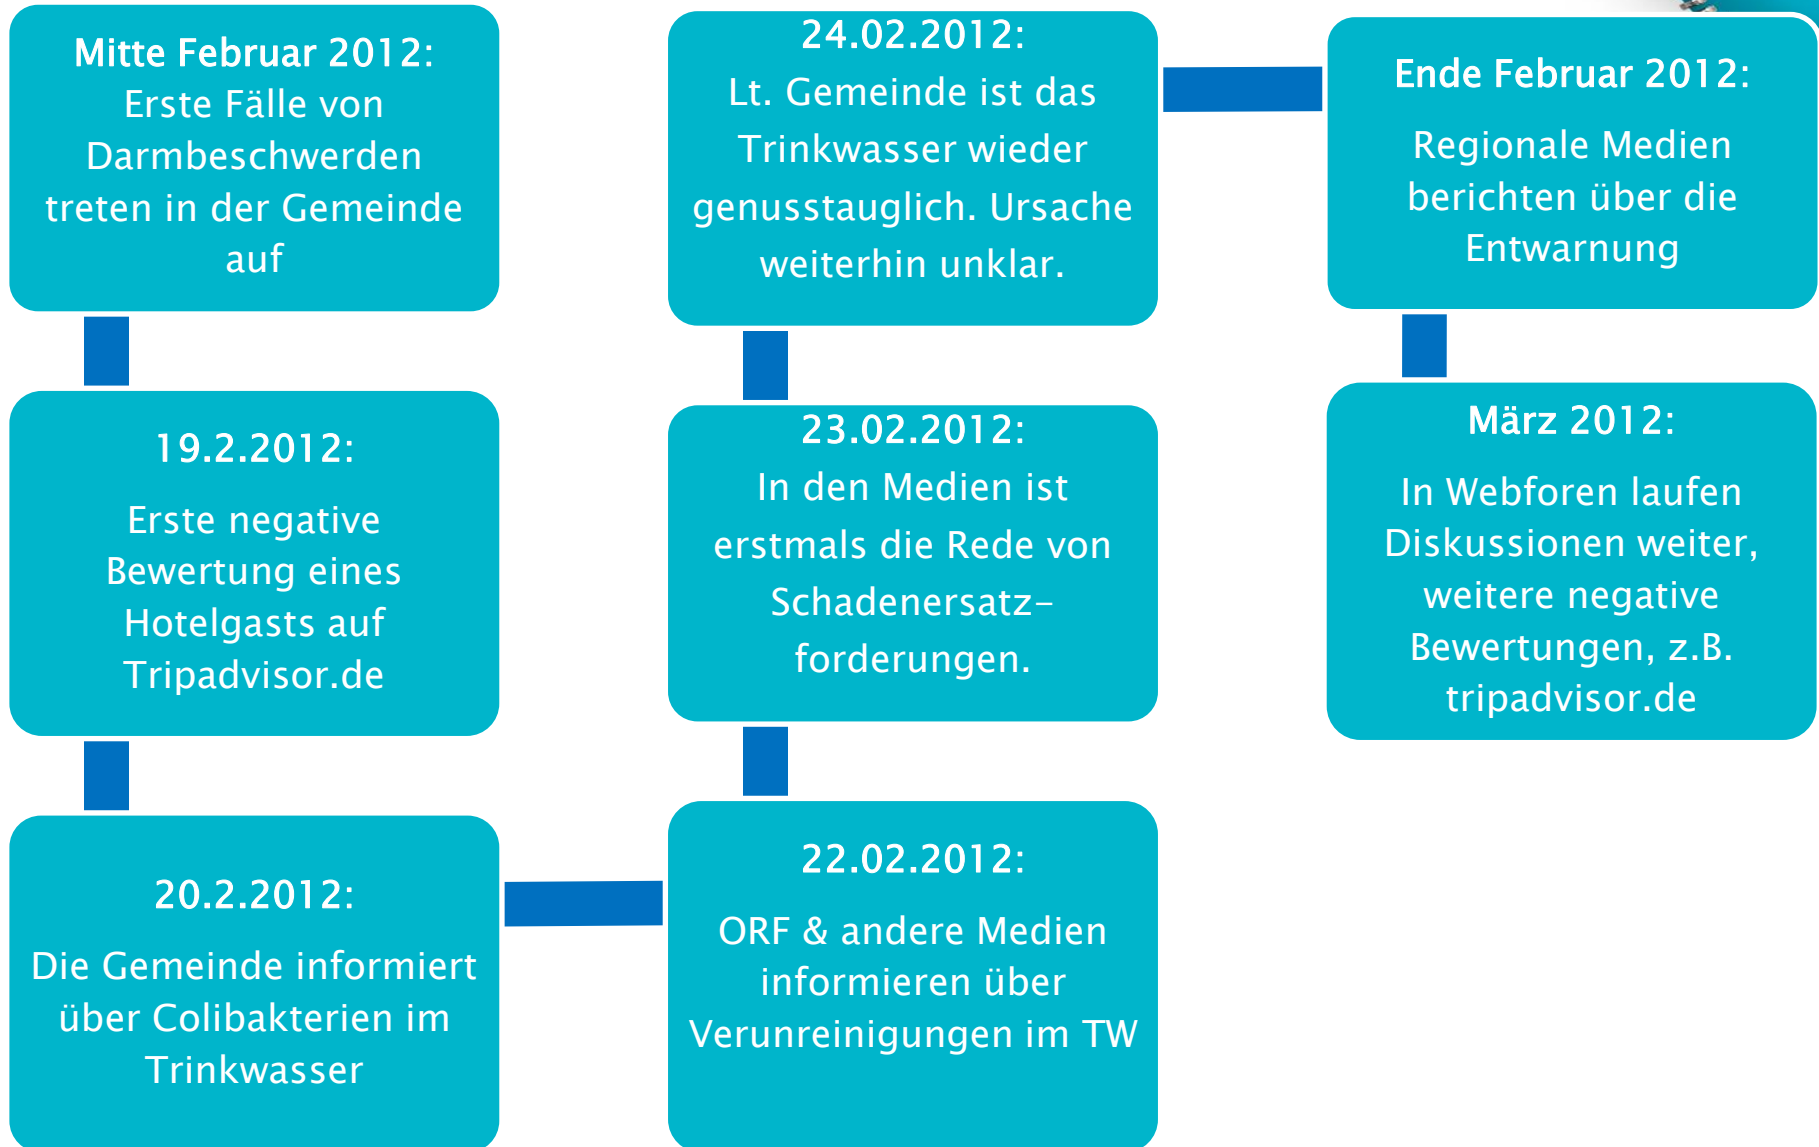 Mitte Februar 2012:
Erste Fälle von
Darmbeschwerden
treten in der Gemeinde
auf
19.2.2012:
Erste negative
Bewertung eines
Hotelgasts auf
Tripadvisor.de
20.2.2012:
Die Gemeinde informiert
über Colibakterien im
Trinkwasser
22.02.2012:
ORF & andere Medien
informieren über
Verunreinigungen im TW
23.02.2012:
In den Medien ist
erstmals die Rede von
Schadenersatz-
forderungen.
24.02.2012:
Lt. Gemeinde ist das
Trinkwasser wieder
genusstauglich. Ursache
weiterhin unklar.
Ende Februar 2012:
Regionale Medien
berichten über die
Entwarnung
März 2012:
In Webforen laufen
Diskussionen weiter,
weitere negative
Bewertungen, z.B.
tripadvisor.de